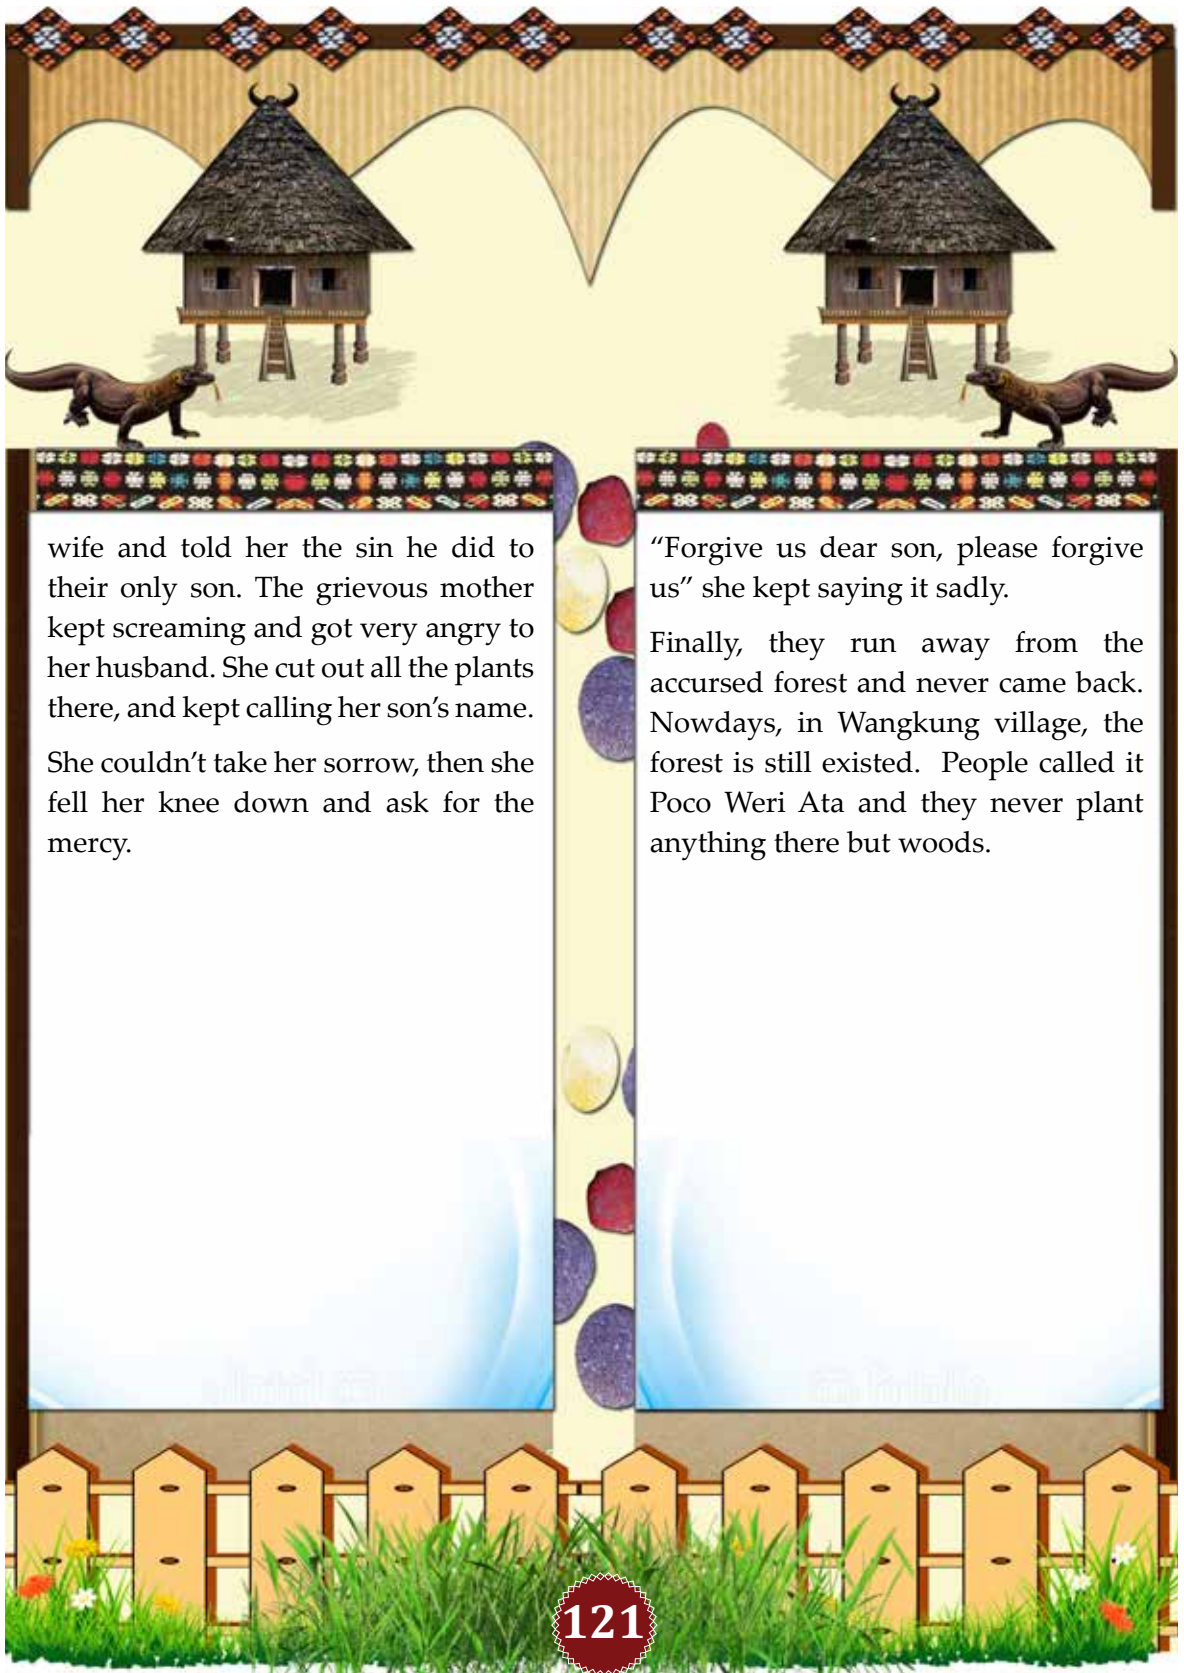 wife and told her the sin he did to
their only son. The grievous mother
kept screaming and got very angry to
her husband. She cut out all the plants
there, and kept calling her son’s name.
She couldn’t take her sorrow, then she
fell her knee down and ask for the
mercy.
“Forgive us dear son, please forgive
us” she kept saying it sadly.
Finally, they run away from the
accursed forest and never came back.
Nowdays, in Wangkung village, the
forest is still existed.  People called it
Poco Weri Ata and they never plant
anything there but woods.
121